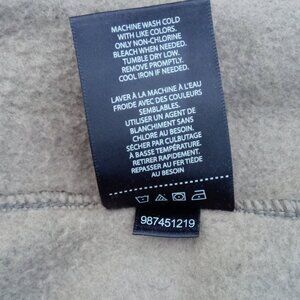 MACHINE WASH COLD
WITH LIKE COLORS.
ONLY NON-CHLORINE
BLEACH WHEN NEEDED.
TUMBLE DRY LOW.
REMOVE PROMPTLY.
COOL IRON IF NEEDED.
LAVER À LA MACHINE À L'EAU
FROIDE AVEC DES COULEURS
SEMBLABLES.
UTILISER UN AGENT DE
BLANCHIMENT SANS
CHLORE AU BESOIN.
SÉCHER PAR CULBUTAGE
À BASSE TEMPÉRATURE.
RETIRER RAPIDEMENT.
REPASSER AU FER TIÈDE
AU BESOIN.
987451219